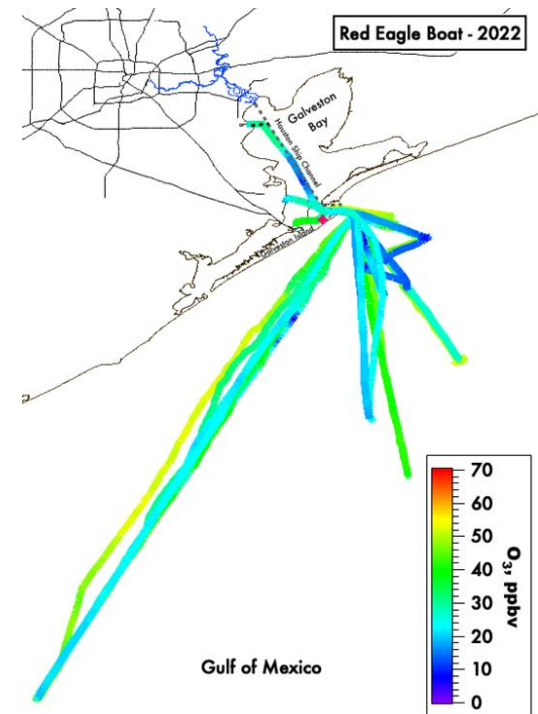 Red Eagle Boat - 2022
Galveston
Bay
Houston Ship Channel
Galveston Island
70
60
50
40
30
20
10
0
O₃, ppbv
Gulf of Mexico